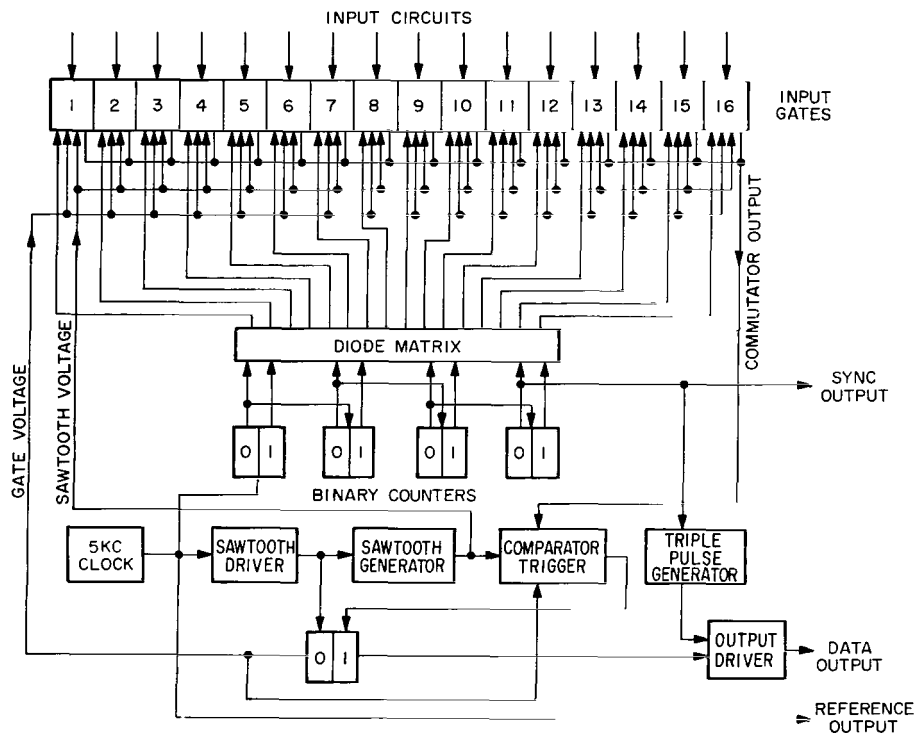 INPUT CIRCUITS
1 2 3 4 5 6 7 8 9 10 11 12 13 14 15 16
INPUT
GATES
GATE VOLTAGE
SAWTOOTH VOLTAGE
COMMUTATOR OUTPUT
DIODE MATRIX
SYNC
OUTPUT
0 1 0 1 0 1 0 1
BINARY COUNTERS
5KC
CLOCK
SAWTOOTH
DRIVER
SAWTOOTH
GENERATOR
COMPARATOR
TRIGGER
TRIPLE
PULSE
GENERATOR
0 1
OUTPUT
DRIVER
DATA
OUTPUT
REFERENCE
OUTPUT